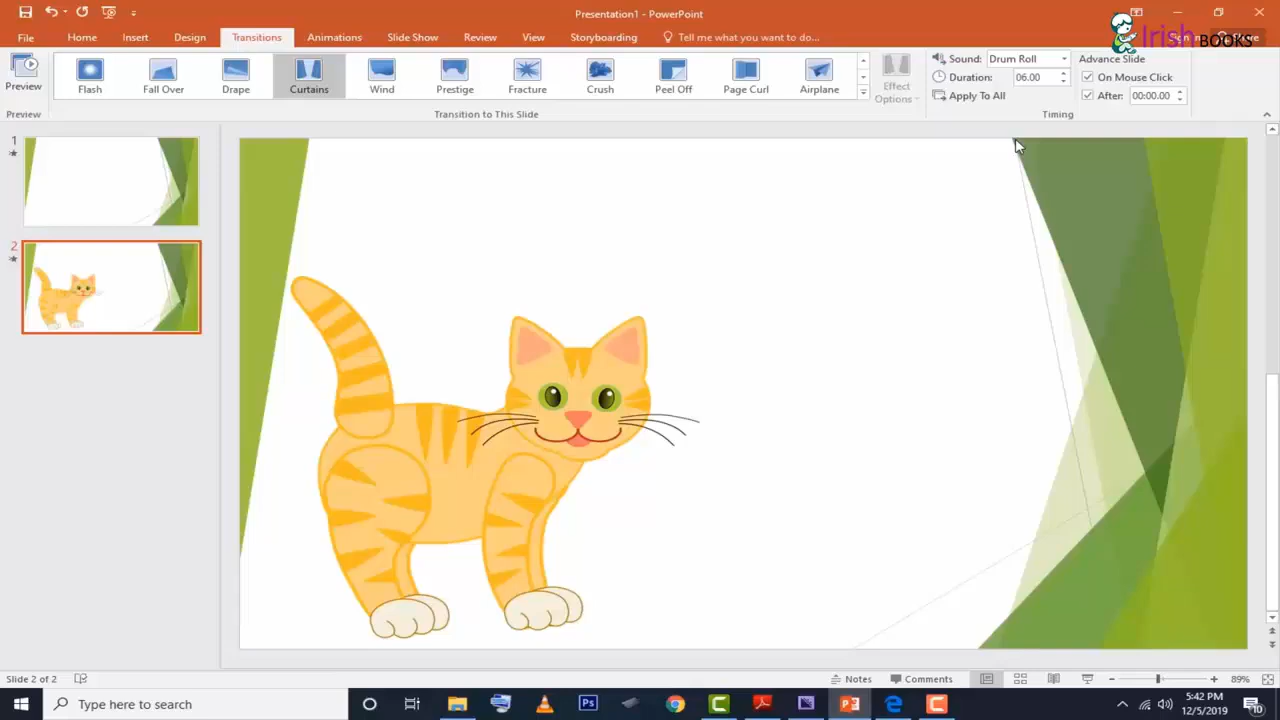 Presentation1 - PowerPoint
Irish BOOKS
File Home Insert Design Transitions Animations Slide Show Review View Storyboarding Tell me what you want to do...
Preview
Flash Fall Over Drape Curtains Wind Prestige Fracture Crush Peel Off Page Curl Airplane
Effect Options
Sound: Drum Roll
Duration: 06.00
Apply To All
Advance Slide
On Mouse Click
After: 00:00.00
Preview
Transition to This Slide
Timing
1
2
Slide 2 of 2
Notes
Comments
89%
Type here to search
Ps
5:42 PM
12/5/2019
10